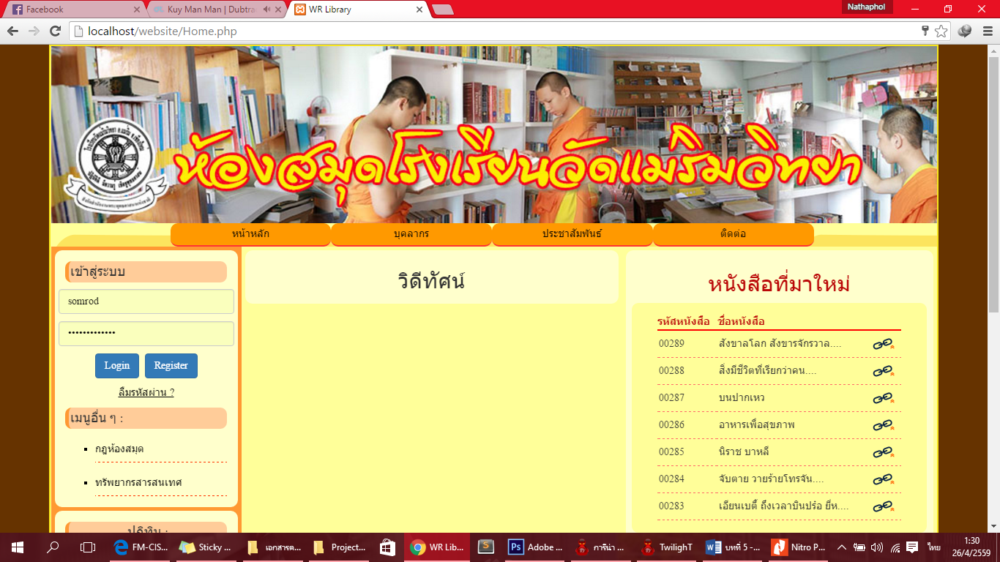 Facebook
Kuy Man Man | Dubtra
WR Library
Nathaphol
localhost/website/Home.php
ห้องสมุดโรงเรียนวัดแม่ริมวิทยา
หน้าหลัก บุคลากร ประชาสัมพันธ์ ติดต่อ
เข้าสู่ระบบ
somrod
•••••••••••••
Login Register
ลืมรหัสผ่าน ?
เมนูอื่น ๆ :
กฎห้องสมุด
ทรัพยากรสารสนเทศ
ปฏิทิน :
วิดีทัศน์
หนังสือที่มาใหม่
รหัสหนังสือ ชื่อหนังสือ
00289 สังขาลโลก สังขารจักรวาล....
00288 สิ่งมีชีวิตที่เรียกว่าคน....
00287 บนปากเหว
00286 อาหารเพื่อสุขภาพ
00285 นิราช บาหลี
00284 จับตาย วายร้ายโทรจัน....
00283 เอียนเบตี้ ถึงเวลาบินปร๋อ ยี่ห....
FM-CIS... Sticky ... เอกสารค... Project... WR Lib... Adobe ... การีน่า ... TwilighT บทที่ 5 -... Nitro P... ไทย 1:30
26/4/2559